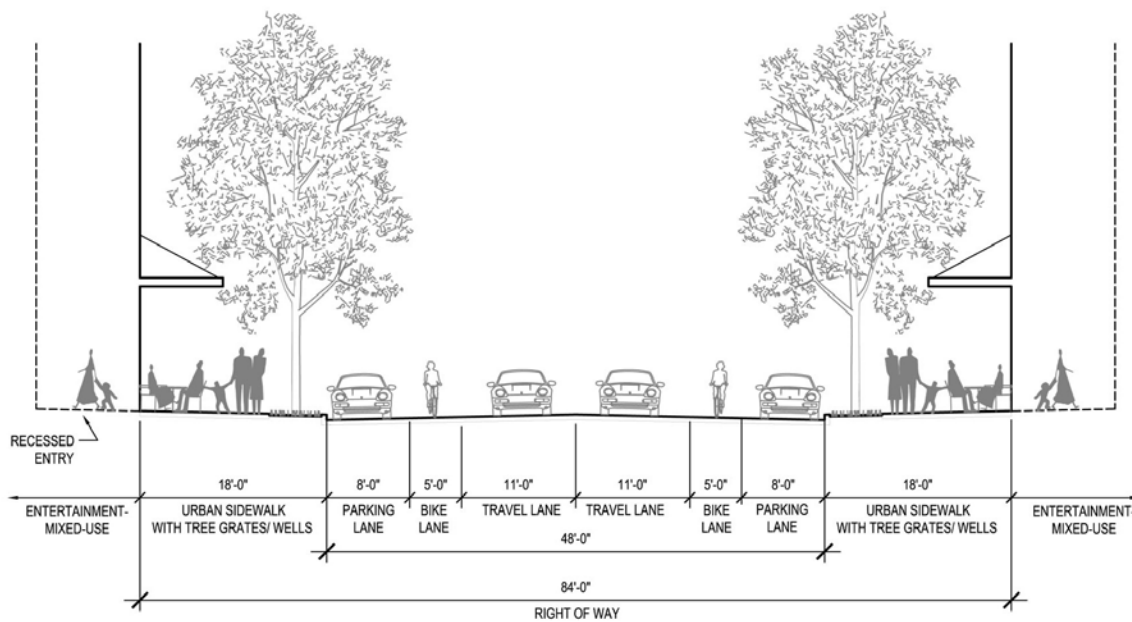 RECESSED
ENTRY
18'-0"
8'-0"
5'-0"
11'-0"
11'-0"
5'-0"
8'-0"
18'-0"
ENTERTAINMENT-
MIXED-USE
URBAN SIDEWALK
WITH TREE GRATES/ WELLS
PARKING
LANE
BIKE
LANE
TRAVEL LANE
TRAVEL LANE
BIKE
LANE
PARKING
LANE
URBAN SIDEWALK
WITH TREE GRATES/ WELLS
ENTERTAINMENT-
MIXED-USE
48'-0"
84'-0"
RIGHT OF WAY